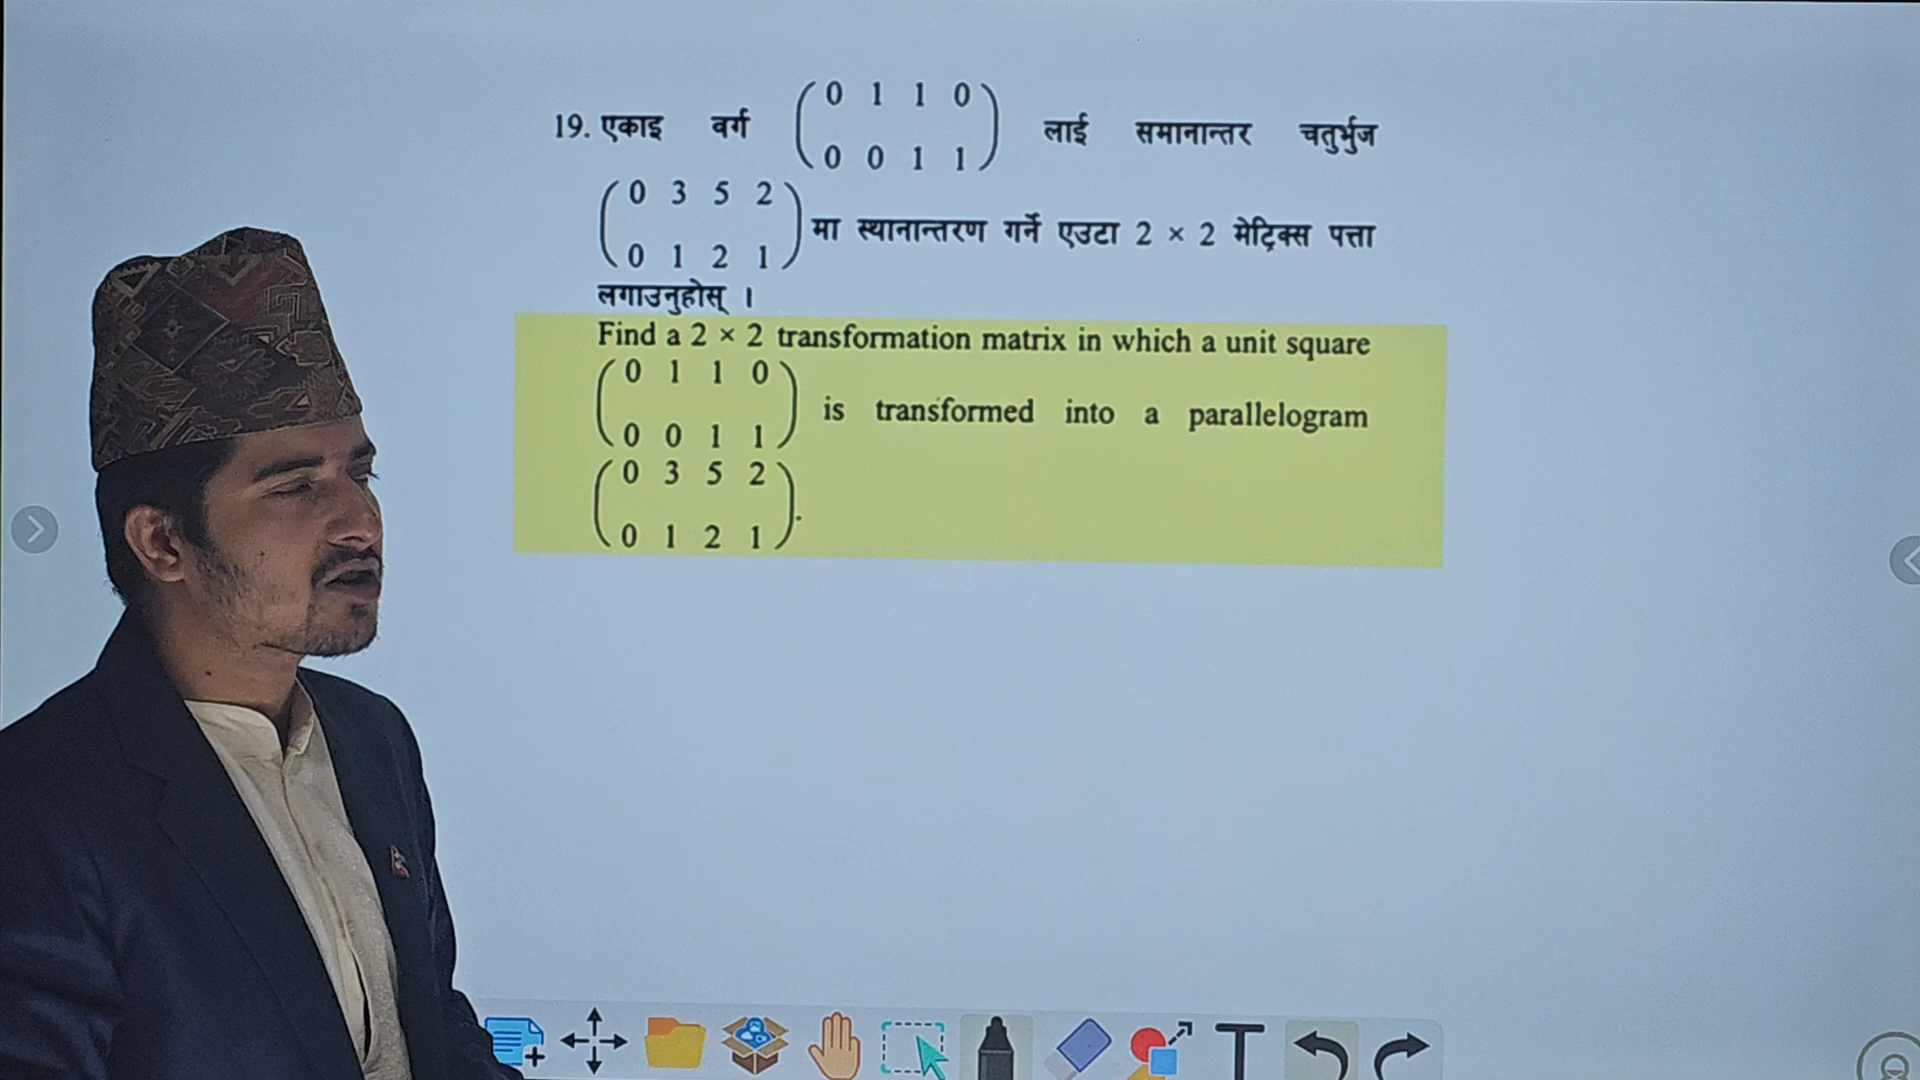 19. एकाइ वर्ग (0 1 1 0
0 0 1 1) लाई समानान्तर चतुर्भुज
(0 3 5 2
0 1 2 1) मा स्थानान्तरण गर्ने एउटा 2 × 2 मेट्रिक्स पत्ता
लगाउनुहोस् ।
Find a 2 × 2 transformation matrix in which a unit square
(0 1 1 0
0 0 1 1) is transformed into a parallelogram
(0 3 5 2
0 1 2 1).